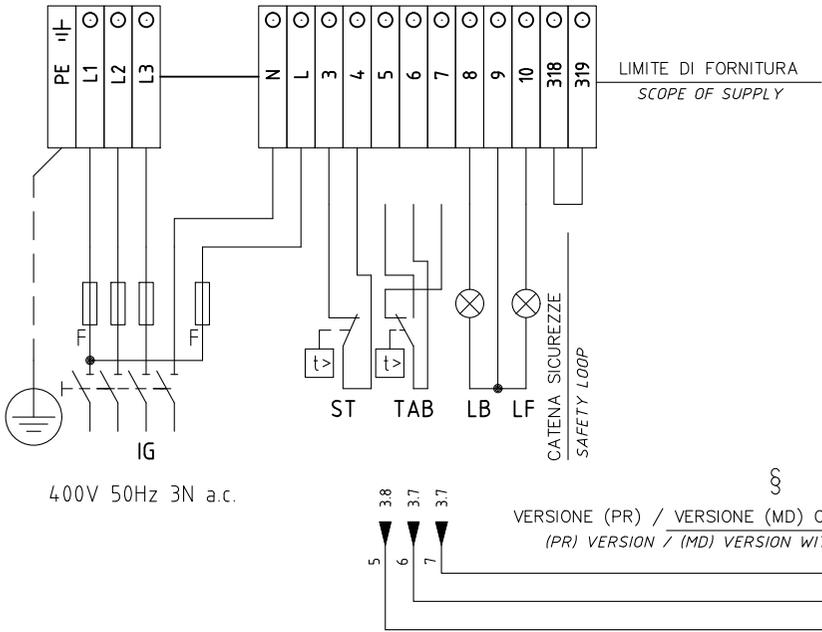 PE L1 L2 L3 N L 3 4 5 6 7 8 9 10 318 319
LIMITE DI FORNITURA
SCOPE OF SUPPLY
F
F
t>
t>
CATENA SICUREZZE
SAFETY LOOP
ST TAB LB LF
IG
400V 50Hz 3N a.c.
§
3.8 3.7 3.7
VERSIONE (PR) / VERSIONE (MD) C
(PR) VERSION / (MD) VERSION WIT
5 6 7